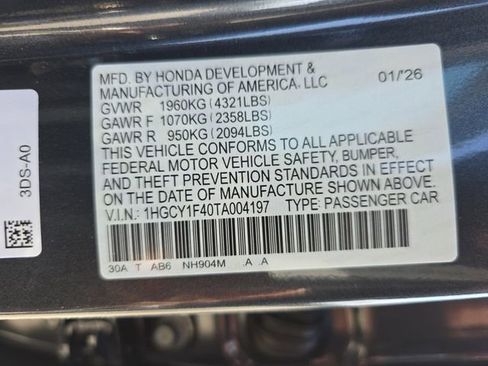 MFD. BY HONDA DEVELOPMENT & 01/'26
MANUFACTURING OF AMERICA, LLC
GVWR 1960KG (4321LBS)
GAWR F 1070KG (2358LBS)
GAWR R 950KG (2094LBS)
THIS VEHICLE CONFORMS TO ALL APPLICABLE
FEDERAL MOTOR VEHICLE SAFETY, BUMPER,
AND THEFT PREVENTION STANDARDS IN EFFECT
ON THE DATE OF MANUFACTURE SHOWN ABOVE.
V.I.N.: 1HGCY1F40TA004197 TYPE: PASSENGER CAR
30A T AB6 NH904M .A .A
3DS-A0